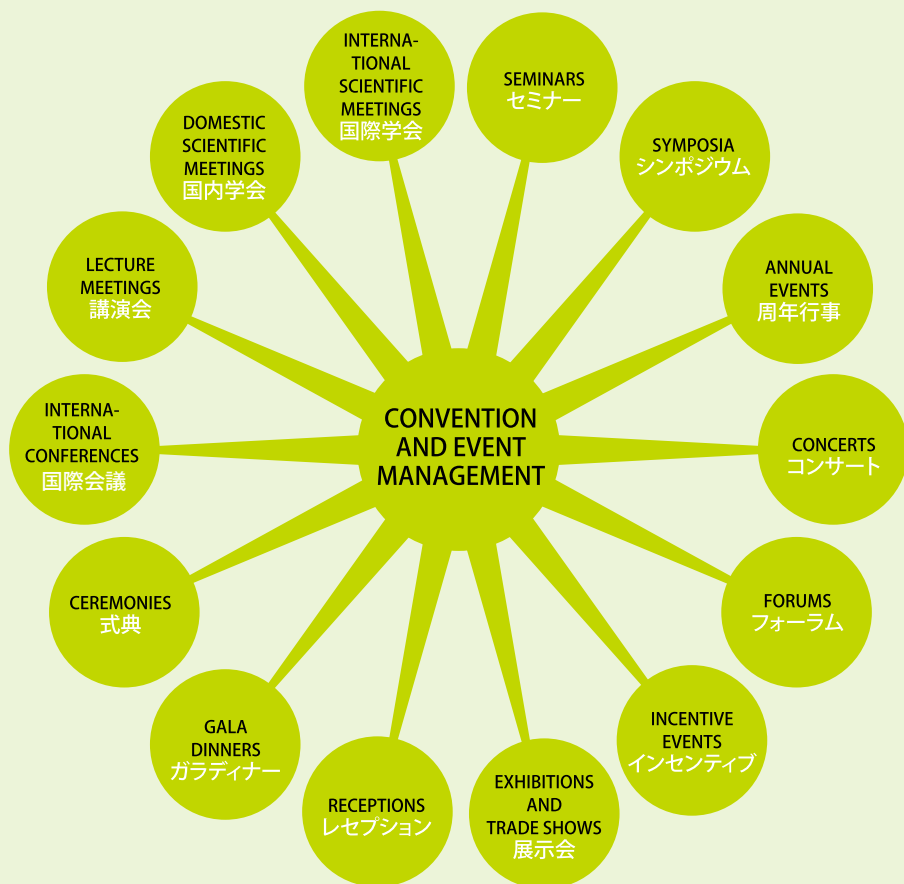 INTERNA-
TIONAL
SCIENTIFIC
MEETINGS
国際学会
SEMINARS
セミナー
SYMPOSIA
シンポジウム
ANNUAL
EVENTS
周年行事
CONCERTS
コンサート
FORUMS
フォーラム
INCENTIVE
EVENTS
インセンティブ
EXHIBITIONS
AND
TRADE SHOWS
展示会
RECEPTIONS
レセプション
GALA
DINNERS
ガラディナー
CEREMONIES
式典
INTERNA-
TIONAL
CONFERENCES
国際会議
LECTURE
MEETINGS
講演会
DOMESTIC
SCIENTIFIC
MEETINGS
国内学会
CONVENTION
AND EVENT
MANAGEMENT